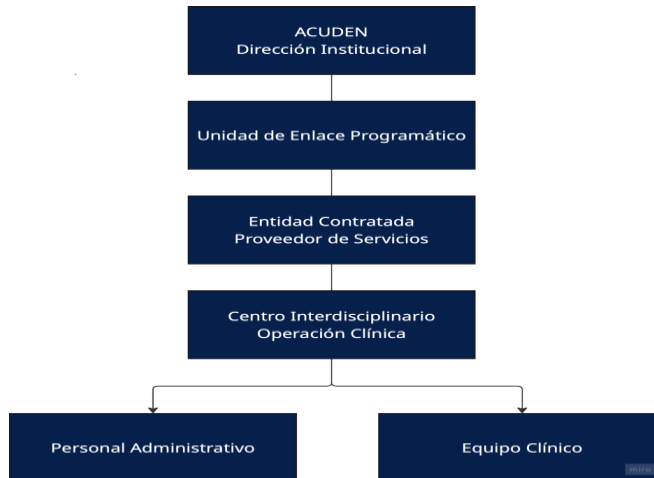 ACUDEN
Dirección Institucional
Unidad de Enlace Programático
Entidad Contratada
Proveedor de Servicios
Centro Interdisciplinario
Operación Clínica
Personal Administrativo
Equipo Clínico
miro